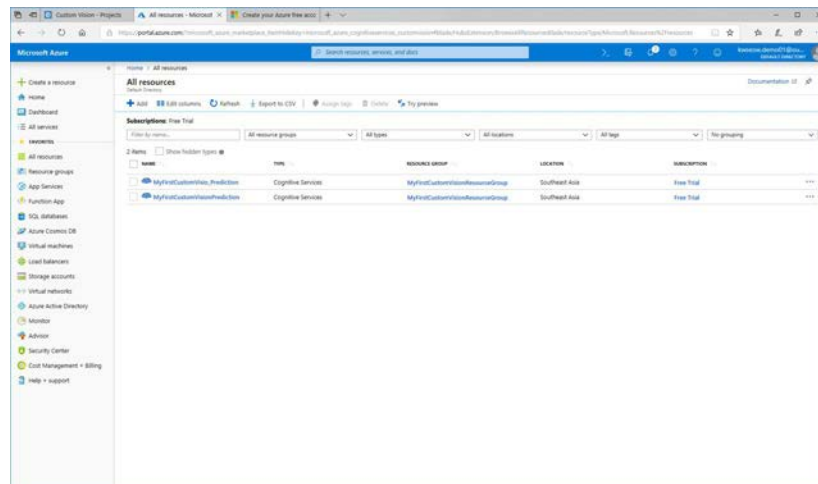 Custom Vision - Projects
All resources - Microsoft
Create your Azure free acco
Microsoft Azure
Search resources, services, and docs
DEFAULT DIRECTORY
Create a resource
Home
Dashboard
All services
FAVORITES
All resources
Resource groups
App Services
Function App
SQL databases
Azure Cosmos DB
Virtual machines
Load balancers
Storage accounts
Virtual networks
Azure Active Directory
Monitor
Advisor
Security Center
Cost Management + Billing
Help + support
Home > All resources
All resources
Default Directory
Documentation
Add Edit columns Refresh Export to CSV Assign tags Delete Try preview
Subscriptions: Free Trial
Filter by name... All resource groups All types All locations All tags No grouping
2 items Show hidden types
NAME TYPE RESOURCE GROUP LOCATION SUBSCRIPTION
MyFirstCustomVisio_Prediction Cognitive Services MyFirstCustomVisionResourceGroup Southeast Asia Free Trial
MyFirstCustomVisionPrediction Cognitive Services MyFirstCustomVisionResourceGroup Southeast Asia Free Trial